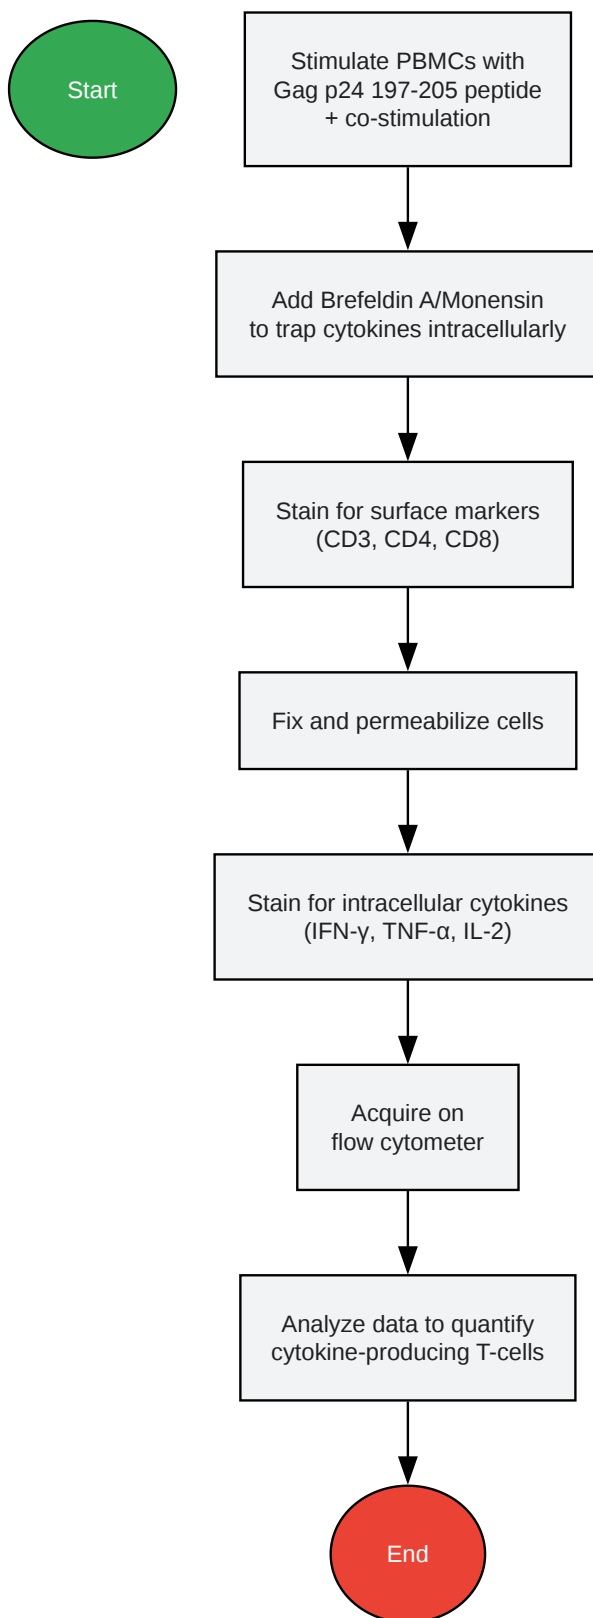 Start
Stimulate PBMCs with
Gag p24 197-205 peptide
+ co-stimulation
Add Brefeldin A/Monensin
to trap cytokines intracellularly
Stain for surface markers
(CD3, CD4, CD8)
Fix and permeabilize cells
Stain for intracellular cytokines
(IFN-γ, TNF-α, IL-2)
Acquire on
flow cytometer
Analyze data to quantify
cytokine-producing T-cells
End